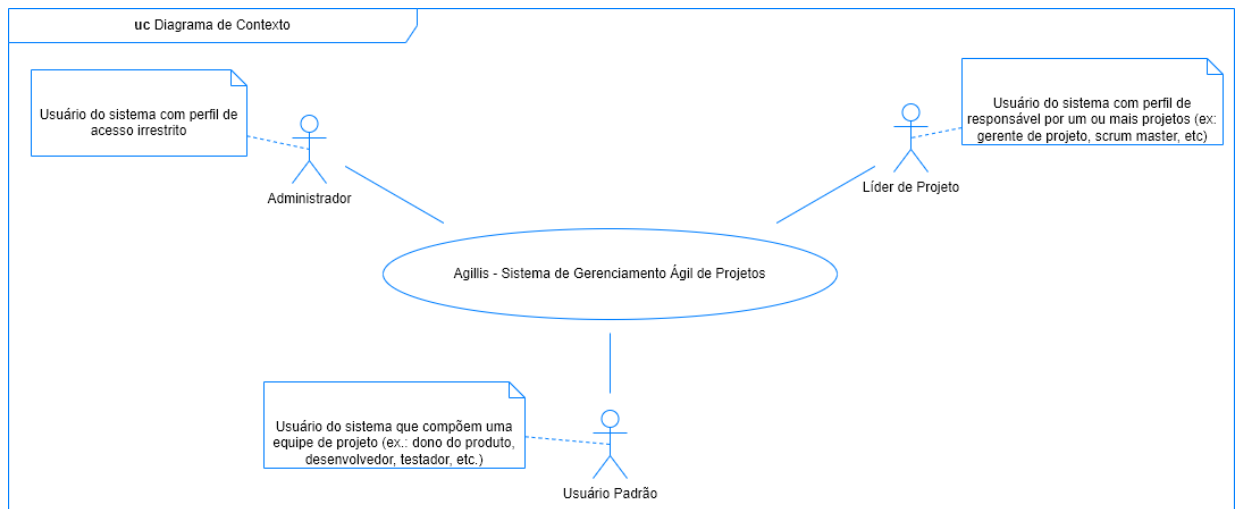 uc Diagrama de Contexto
Usuário do sistema com perfil de
acesso irrestrito
Administrador
Usuário do sistema com perfil de
responsável por um ou mais projetos (ex:
gerente de projeto, scrum master, etc)
Líder de Projeto
Agillis - Sistema de Gerenciamento Ágil de Projetos
Usuário do sistema que compõem uma
equipe de projeto (ex.: dono do produto,
desenvolvedor, testador, etc.)
Usuário Padrão